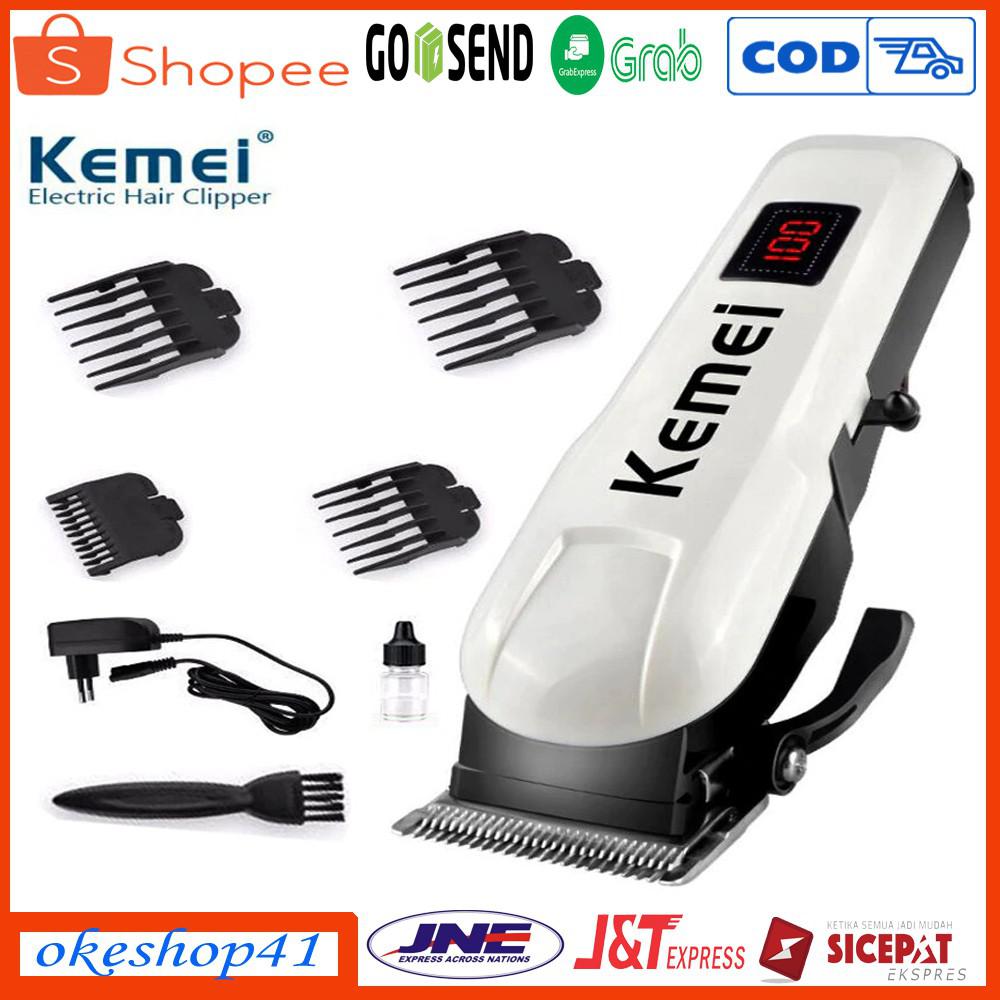 S Shopee
GO SEND
GrabExpress
Grab
COD
Kemei®
Electric Hair Clipper
100
Kemei
okeshop41
JNE
EXPRESS ACROSS NATIONS
J&T EXPRESS
KETIKA SEMUA JADI MUDAH
SICEPAT
EKSPRES